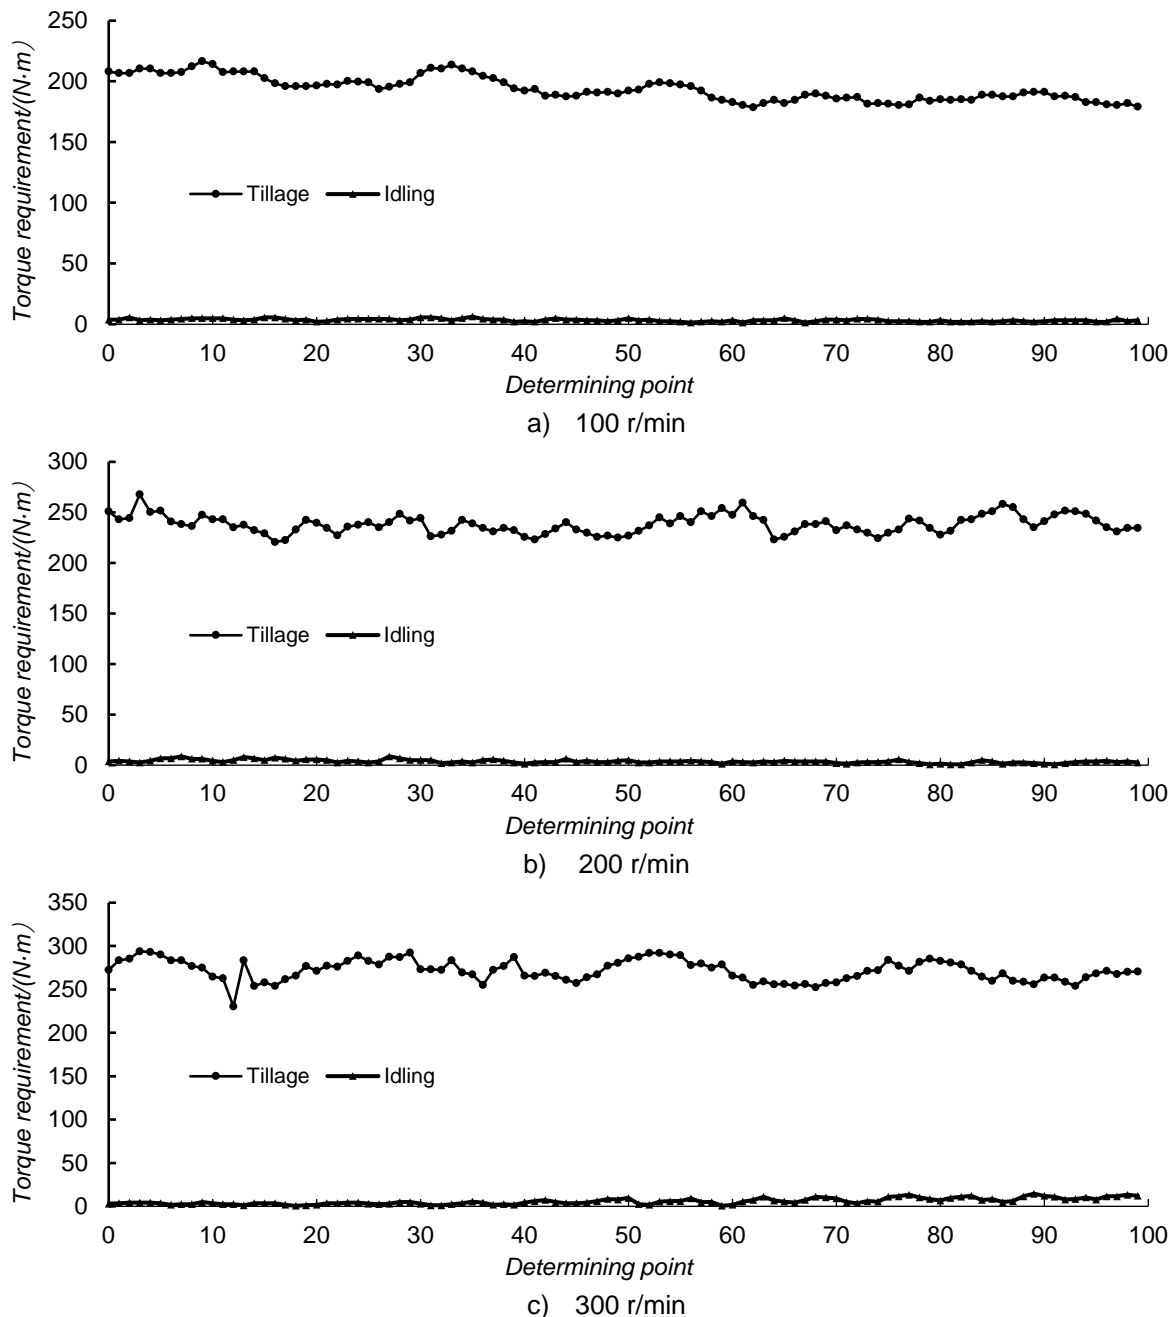 250
200
150
100
50
0
Torque requirement/(N·m)
Tillage
Idling
0 10 20 30 40 50 60 70 80 90 100
Determining point
a) 100 r/min
300
250
200
150
100
50
0
Torque requirement/(N·m)
Tillage
Idling
0 10 20 30 40 50 60 70 80 90 100
Determining point
b) 200 r/min
350
300
250
200
150
100
50
0
Torque requirement/(N·m)
Tillage
Idling
0 10 20 30 40 50 60 70 80 90 100
Determining point
c) 300 r/min